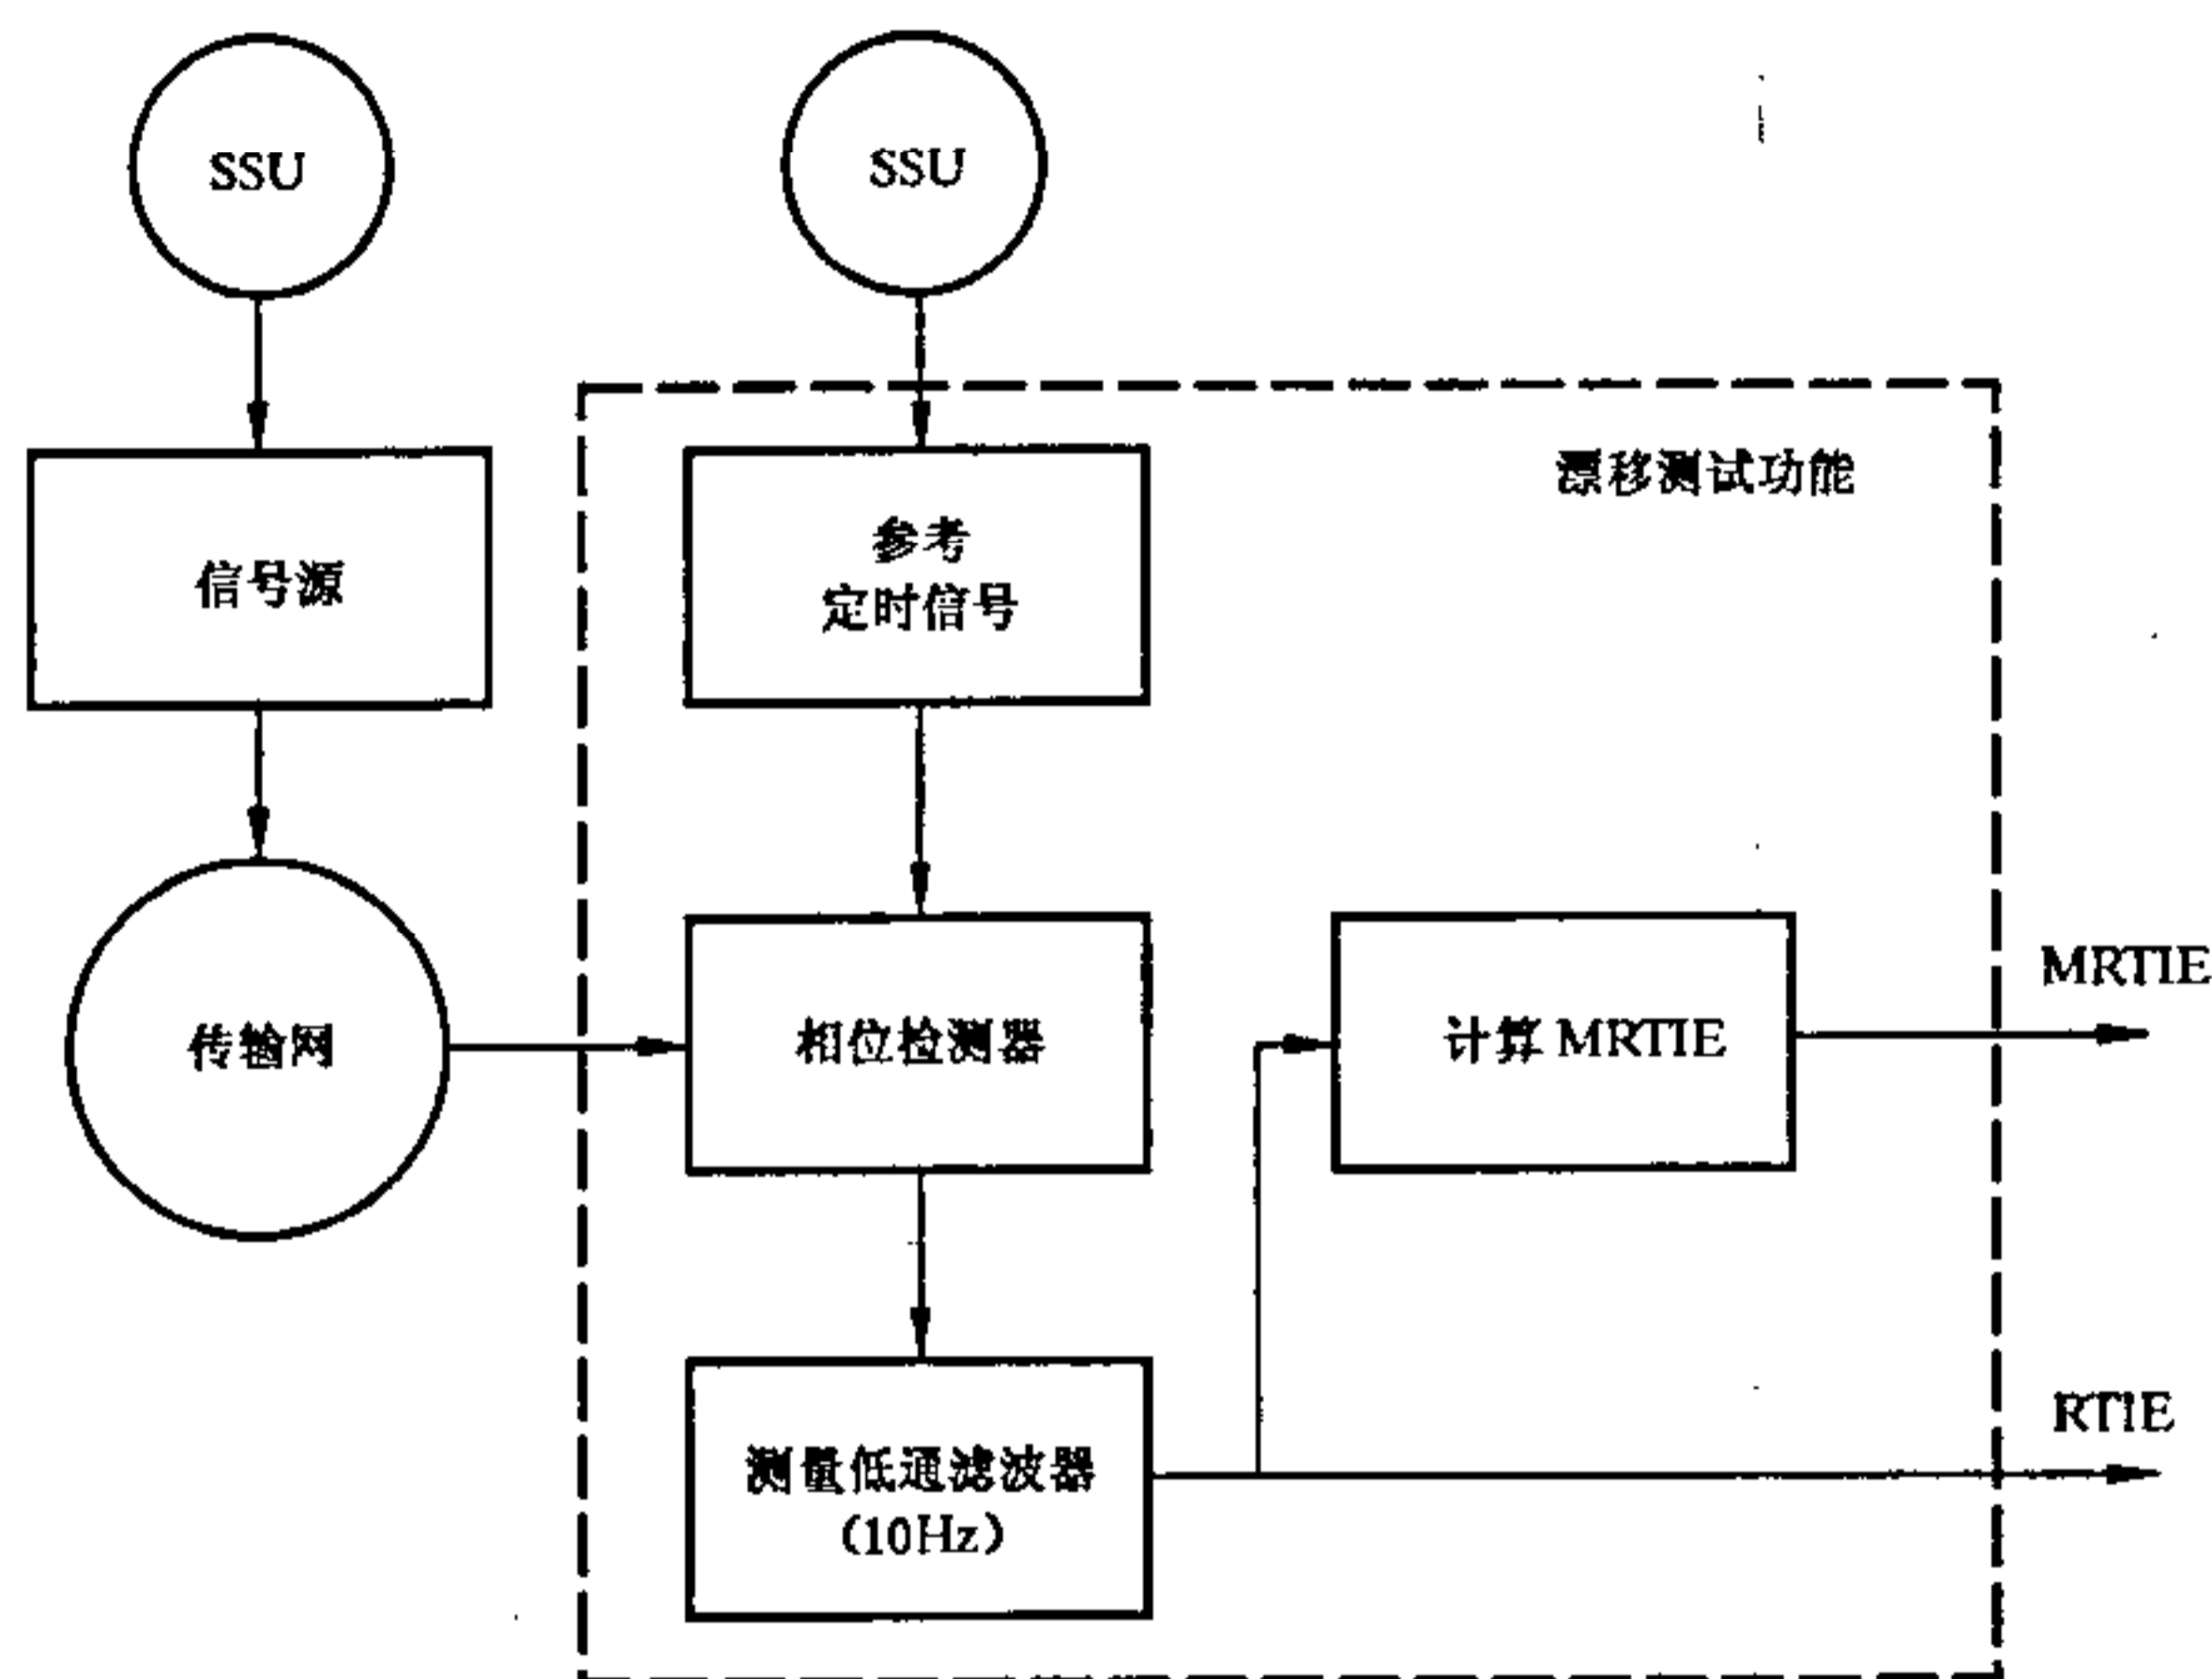 SSU
SSU
漂移测试功能
信号源
参考
定时信号
传输网
相位检测器
计算 MRTIE
MRTIE
RTIE
测量低通滤波器
(10Hz)